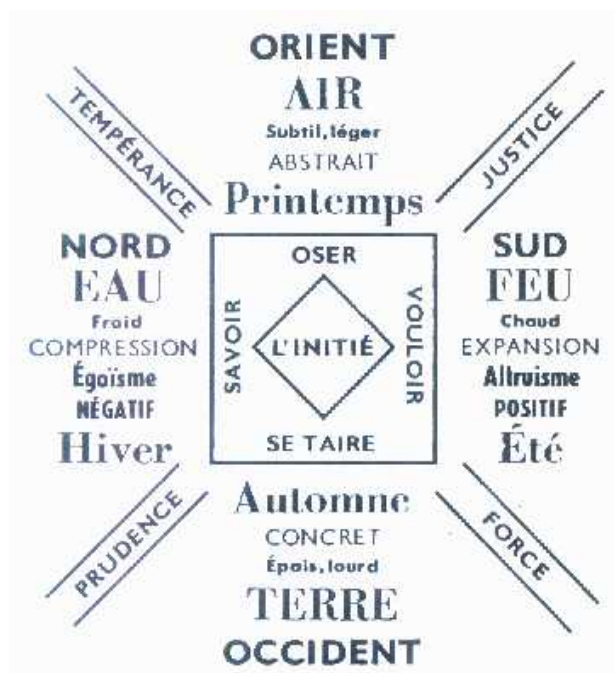 ORIENT
AIR
Subtil, léger
ABSTRAIT
Printemps
TEMPÉRANCE
JUSTICE
NORD
EAU
Froid
COMPRESSION
Égoïsme
NÉGATIF
Hiver
OSER
SAVOIR
L'INITIÉ
VOULOIR
SE TAIRE
SUD
FEU
Chaud
EXPANSION
Altruisme
POSITIF
Été
PRUDENCE
FORCE
Automne
CONCRET
Épais, lourd
TERRE
OCCIDENT